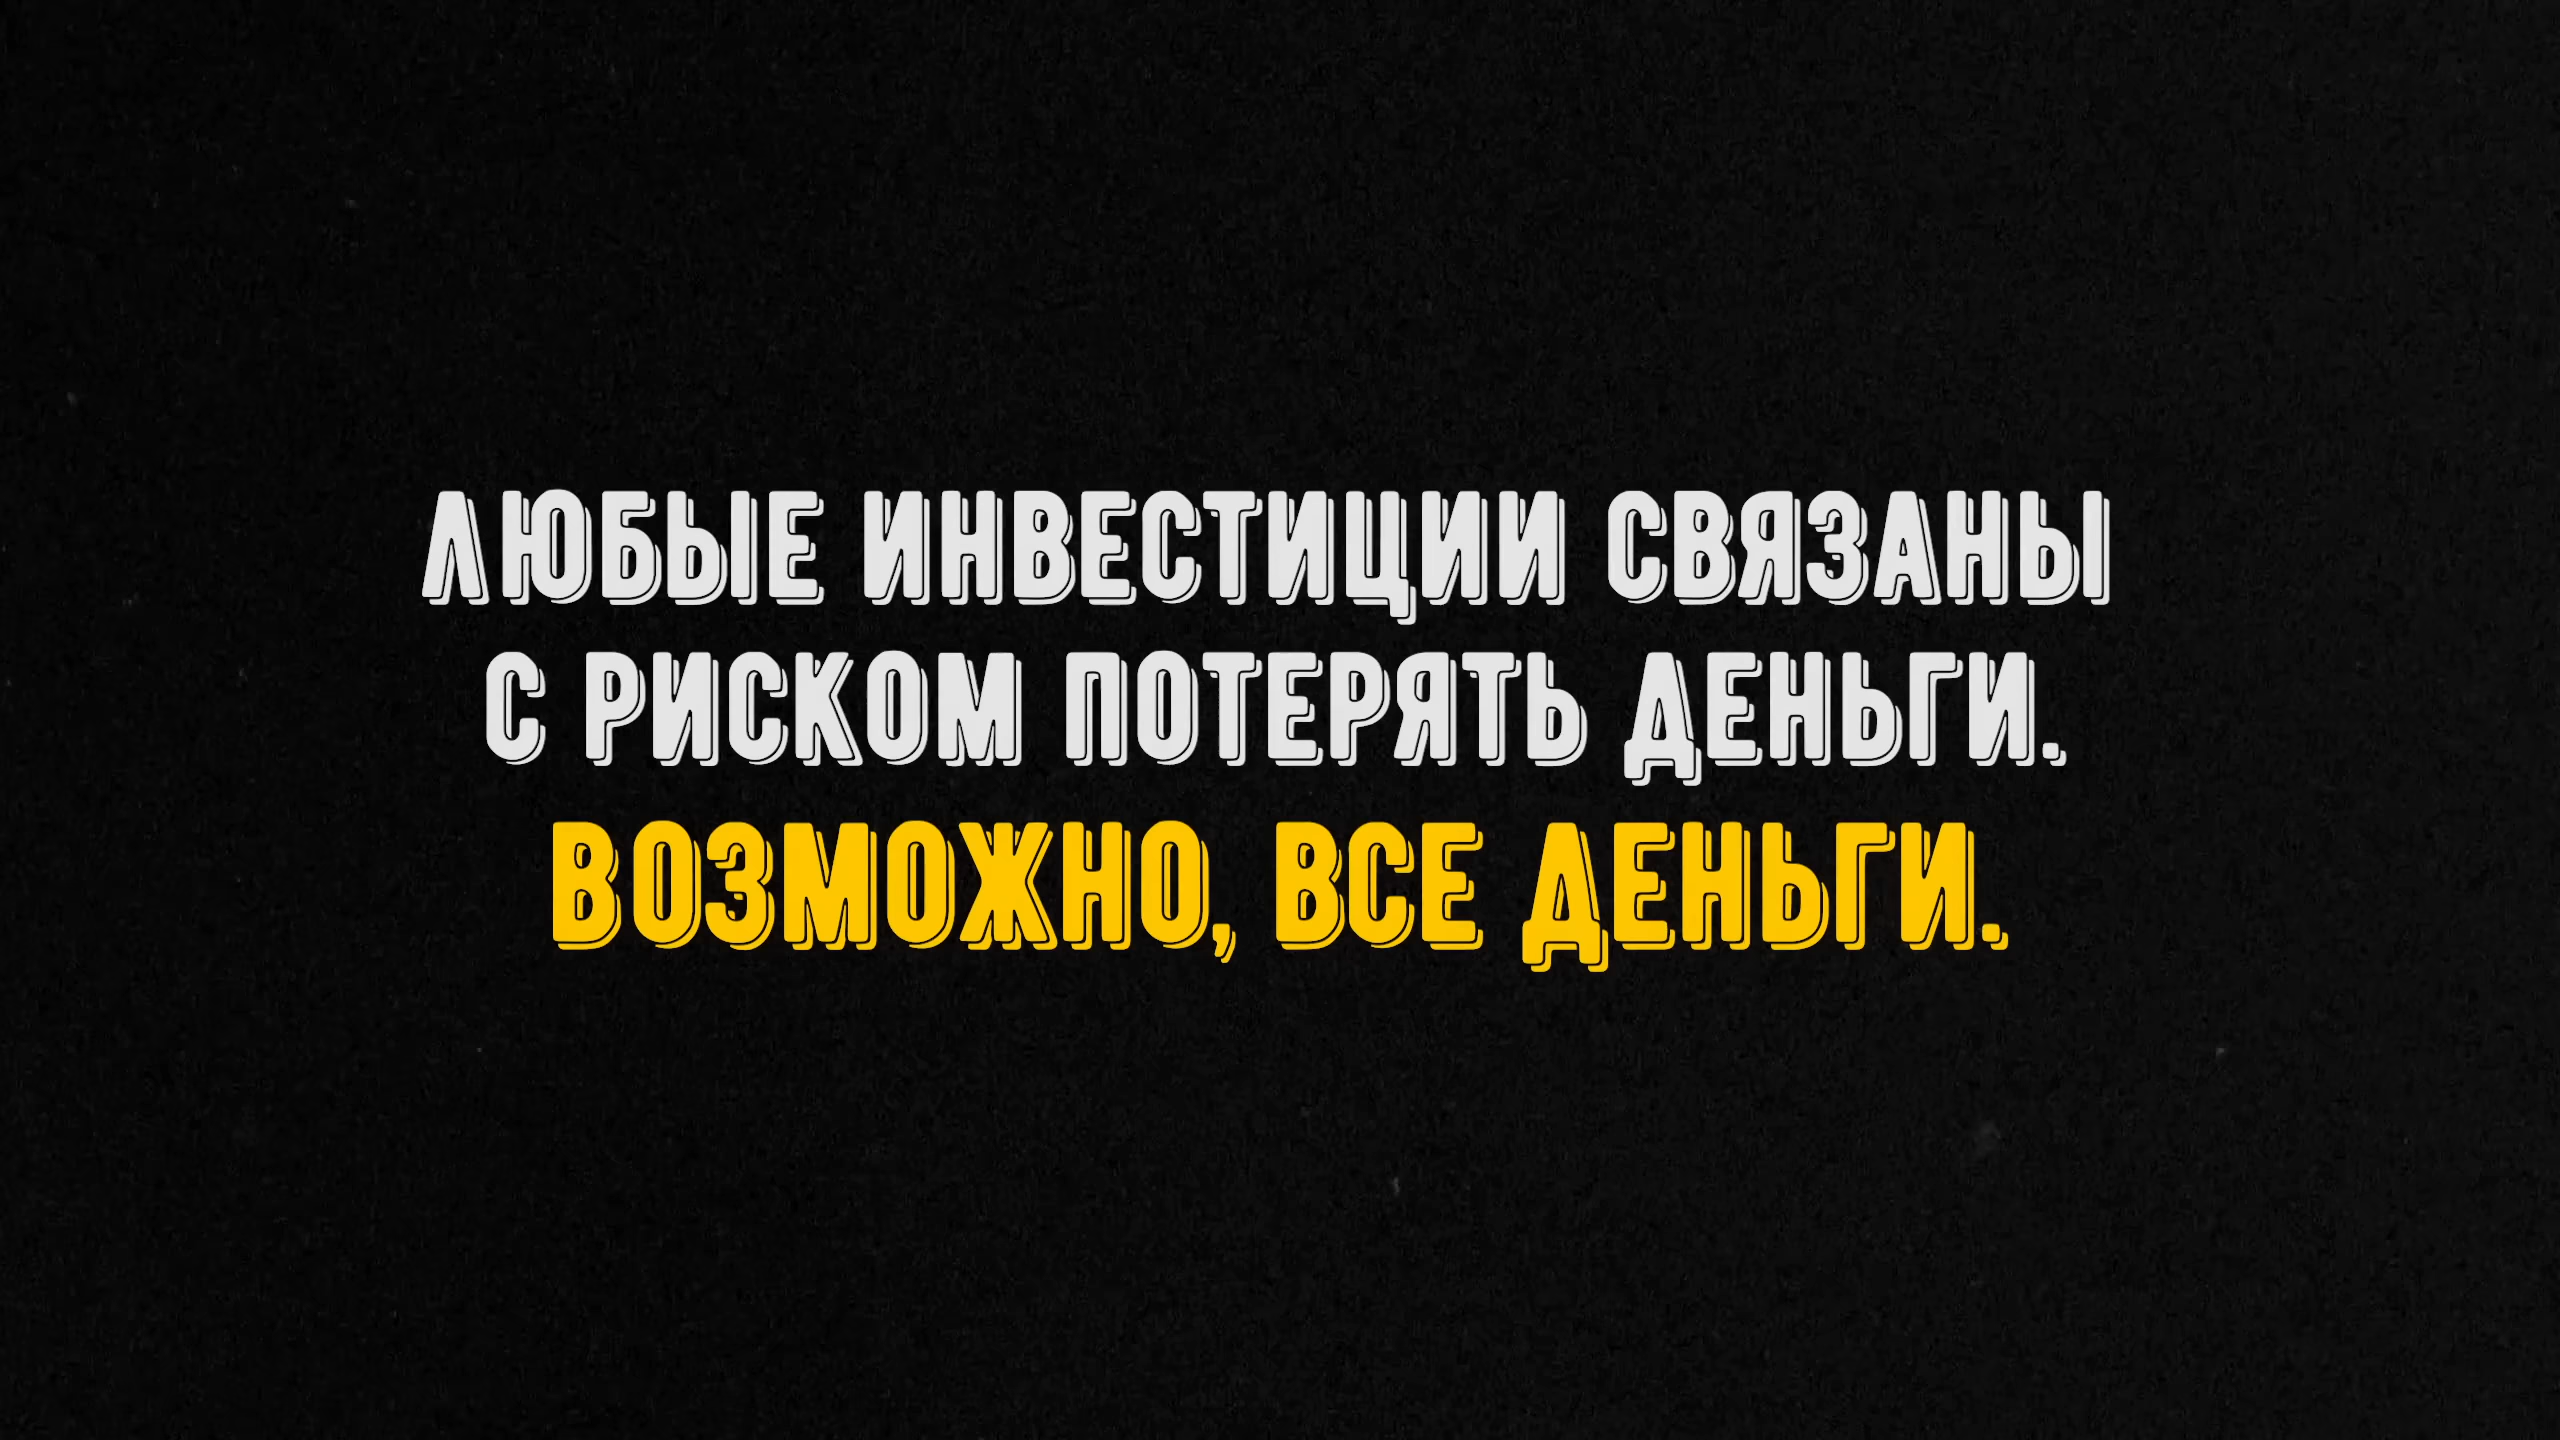 ЛЮБЫЕ ИНВЕСТИЦИИ СВЯЗАНЫ
С РИСКОМ ПОТЕРЯТЬ ДЕНЬГИ.
ВОЗМОЖНО, ВСЕ ДЕНЬГИ.